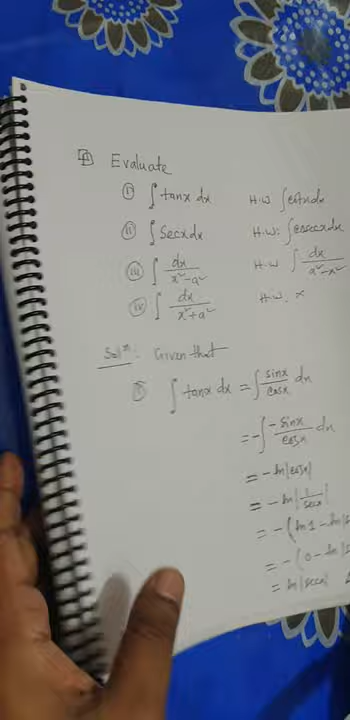 Evaluate
(i) ∫ tanx dx H.W ∫cotx dx
(ii) ∫ Secx dx H.W: ∫cosecx dx
(iii) ∫ dx/(x²-a²) H.W ∫ dx/(a²-x²)
(iv) ∫ dx/(x²+a²) H.W. ×
Solⁿ: Given that
(i) ∫ tanx dx = ∫ sinx/cosx dx
= -∫ -sinx/cosx dx
= -ln|cosx|
= -ln|1/secx|
= -(ln1 - ln|s
= -(0 - ln|s
= ln|secx|